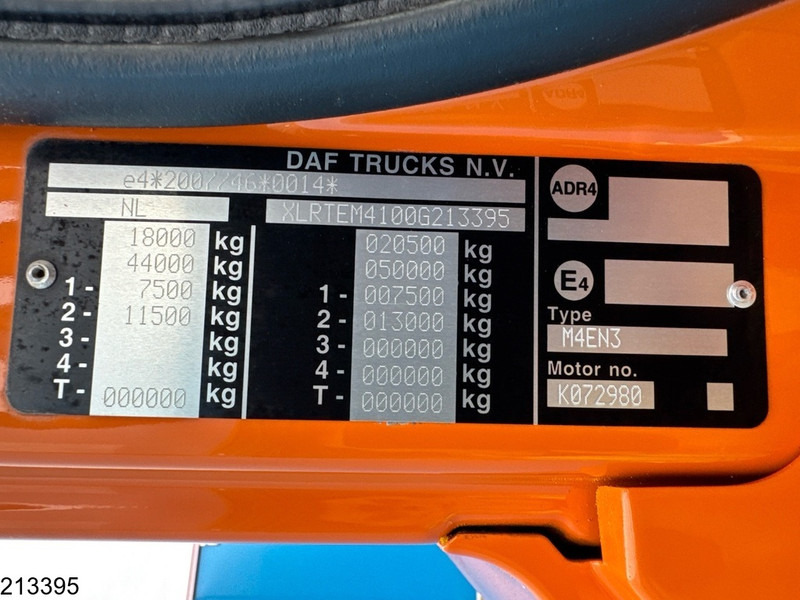 DAF TRUCKS N.V.
e4*2007/46*0014*
NL XLRTEM4100G213395
18000 kg
44000 kg
1- 7500 kg
2- 11500 kg
3- kg
4- kg
T- 000000 kg
020500 kg
050000 kg
1- 007500 kg
2- 013000 kg
3- 000000 kg
4- 000000 kg
T- 000000 kg
ADR4
E4
Type
M4EN3
Motor no.
K072980
213395